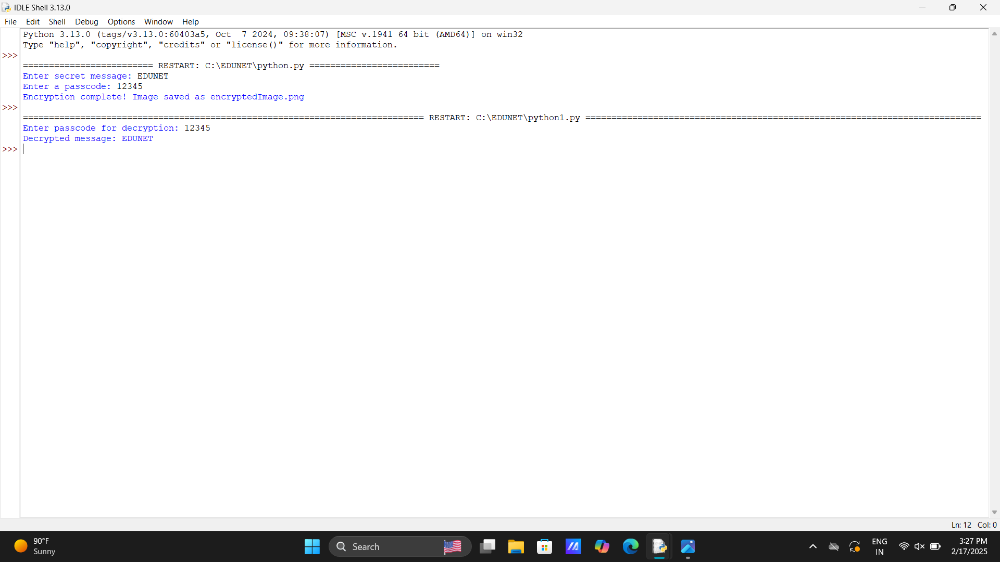 IDLE Shell 3.13.0
File Edit Shell Debug Options Window Help
Python 3.13.0 (tags/v3.13.0:60403a5, Oct  7 2024, 09:38:07) [MSC v.1941 64 bit (AMD64)] on win32
Type "help", "copyright", "credits" or "license()" for more information.
>>>
========================= RESTART: C:\EDUNET\python.py =========================
Enter secret message: EDUNET
Enter a passcode: 12345
Encryption complete! Image saved as encryptedImage.png
>>>
============================================================================= RESTART: C:\EDUNET\python1.py ============================================================================
Enter passcode for decryption: 12345
Decrypted message: EDUNET
>>>
Ln: 12 Col: 0
90°F
Sunny
Search
ENG
IN
3:27 PM
2/17/2025